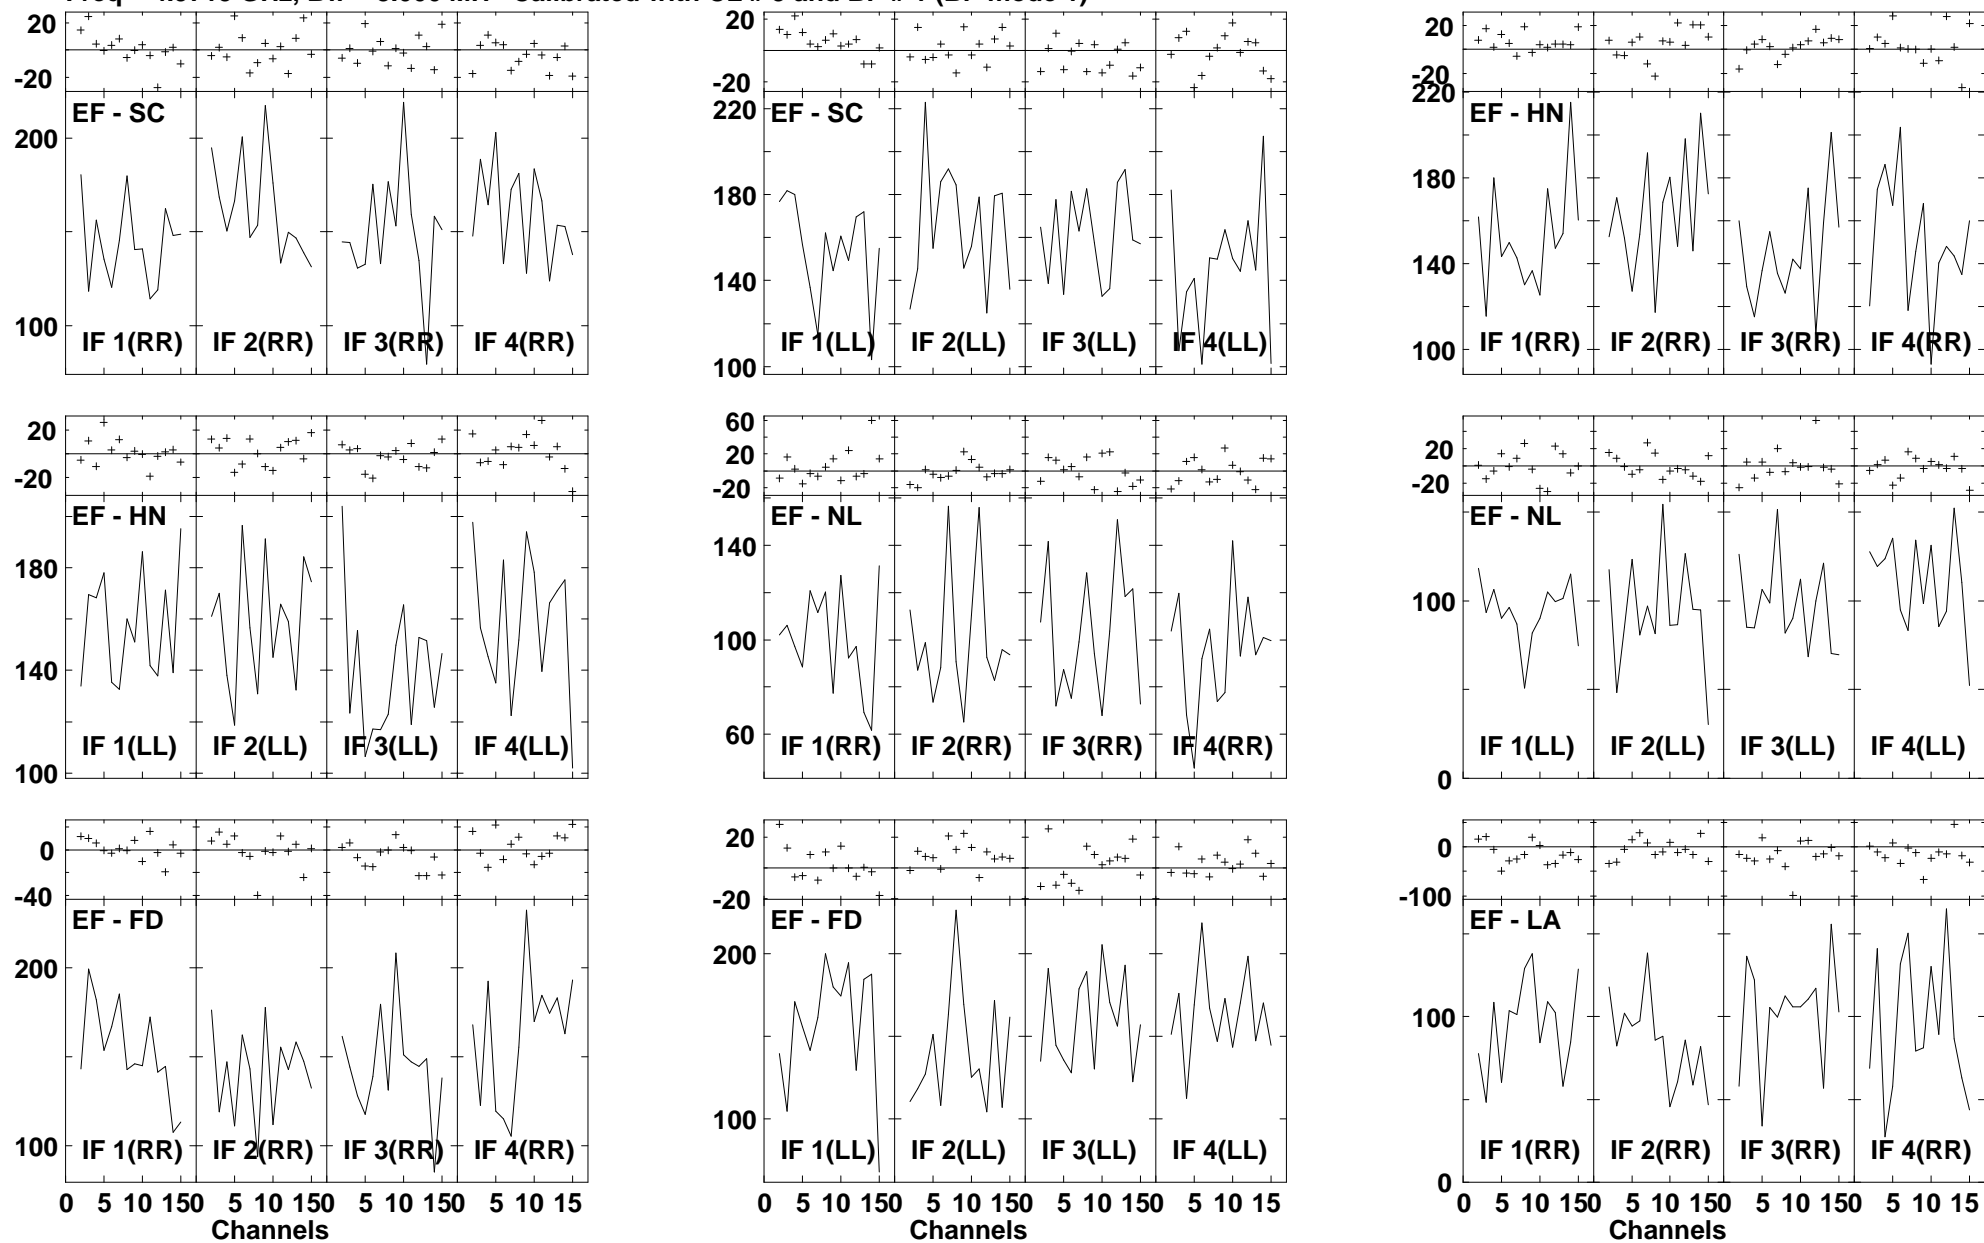 20
-20
EF - SC
200
100
IF 1(RR) IF 2(RR) IF 3(RR) IF 4(RR)
20
-20
EF - SC
220
180
140
100
IF 1(LL) IF 2(LL) IF 3(LL) IF 4(LL)
20
-20
220
EF - HN
180
140
100
IF 1(RR) IF 2(RR) IF 3(RR) IF 4(RR)
20
-20
EF - HN
180
140
100
IF 1(LL) IF 2(LL) IF 3(LL) IF 4(LL)
60
20
-20
EF - NL
140
100
60
IF 1(RR) IF 2(RR) IF 3(RR) IF 4(RR)
20
-20
EF - NL
100
0
IF 1(LL) IF 2(LL) IF 3(LL) IF 4(LL)
0
-40
EF - FD
200
100
IF 1(RR) IF 2(RR) IF 3(RR) IF 4(RR)
0 5 10 150 5 10 150 5 10 150 5 10 15
Channels
20
-20
EF - FD
200
100
IF 1(LL) IF 2(LL) IF 3(LL) IF 4(LL)
0 5 10 150 5 10 150 5 10 150 5 10 15
Channels
0
-100
EF - LA
100
0
IF 1(RR) IF 2(RR) IF 3(RR) IF 4(RR)
0 5 10 150 5 10 150 5 10 150 5 10 15
Channels